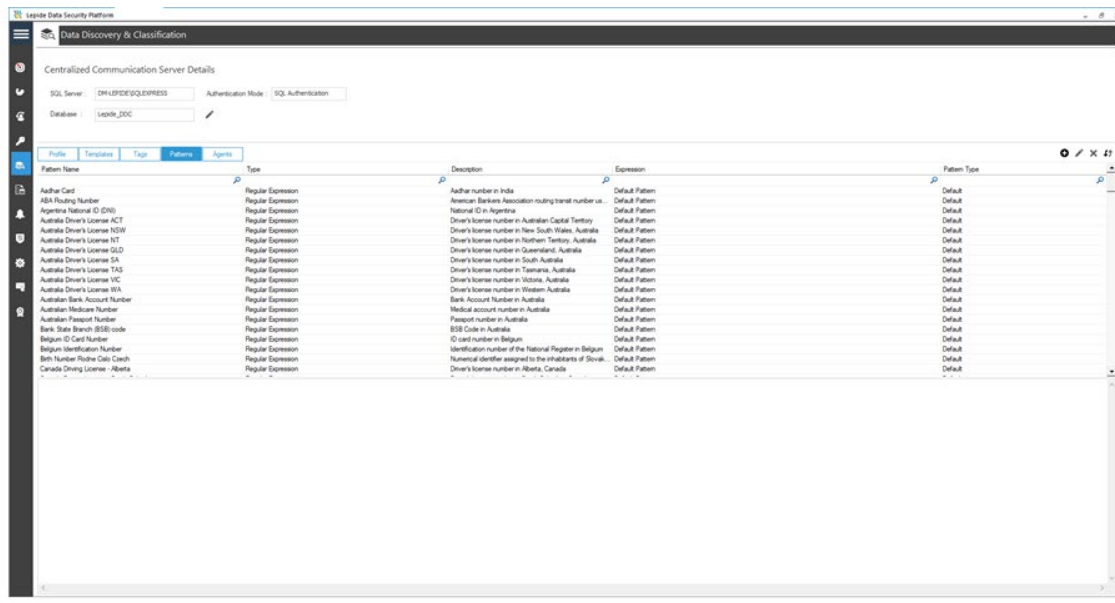 Lepide Data Security Platform
Data Discovery & Classification
Centralized Communication Server Details
SQL Server : DM-LEPIDE\SQLEXPRESS Authentication Mode : SQL Authentication
Database : Lepide_DDC
Profile Templates Tags Patterns Agents
Pattern Name Type Description Expression Pattern Type
Aadhar Card Regular Expression Aadhar number in India Default Pattern Default
ABA Routing Number Regular Expression American Bankers Association routing transit number us... Default Pattern Default
Argentina National ID (DNI) Regular Expression National ID in Argentina Default Pattern Default
Australia Driver's License ACT Regular Expression Driver's license number in Australian Capital Territory Default Pattern Default
Australia Driver's License NSW Regular Expression Driver's license number in New South Wales, Australia Default Pattern Default
Australia Driver's License NT Regular Expression Driver's license number in Northern Territory, Australia Default Pattern Default
Australia Driver's License QLD Regular Expression Driver's license number in Queensland, Australia Default Pattern Default
Australia Driver's License SA Regular Expression Driver's license number in South Australia Default Pattern Default
Australia Driver's License TAS Regular Expression Driver's license number in Tasmania, Australia Default Pattern Default
Australia Driver's License VIC Regular Expression Driver's license number in Victoria, Australia Default Pattern Default
Australia Driver's License WA Regular Expression Driver's license number in Western Australia Default Pattern Default
Australian Bank Account Number Regular Expression Bank Account Number in Australia Default Pattern Default
Australian Medicare Number Regular Expression Medical account number in Australia Default Pattern Default
Australian Passport Number Regular Expression Passport number in Australia Default Pattern Default
Bank State Branch (BSB) code Regular Expression BSB Code in Australia Default Pattern Default
Belgium ID Card Number Regular Expression ID card number in Belgium Default Pattern Default
Belgium Identification Number Regular Expression Identification number of the National Register in Belgium Default Pattern Default
Birth Number Rodne Cislo Czech Regular Expression Numerical identifier assigned to the inhabitants of Slovak... Default Pattern Default
Canada Driving License - Alberta Regular Expression Driver's license number in Alberta, Canada Default Pattern Default